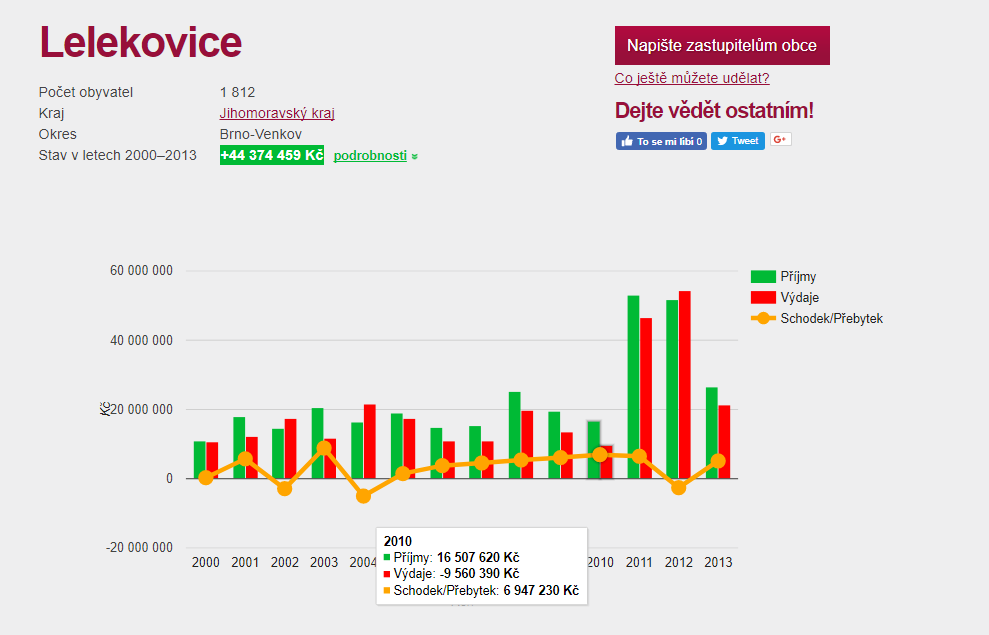 Lelekovice
Počet obyvatel 1 812
Kraj Jihomoravský kraj
Okres Brno-Venkov
Stav v letech 2000–2013 +44 374 459 Kč podrobnosti
Napište zastupitelům obce
Co ještě můžete udělat?
Dejte vědět ostatním!
To se mi líbí 0 Tweet G+
60 000 000
40 000 000
20 000 000
0
-20 000 000
Kč
Příjmy
Výdaje
Schodek/Přebytek
2000 2001 2002 2003 2004 2010 2011 2012 2013
2010
Příjmy: 16 507 620 Kč
Výdaje: -9 560 390 Kč
Schodek/Přebytek: 6 947 230 Kč